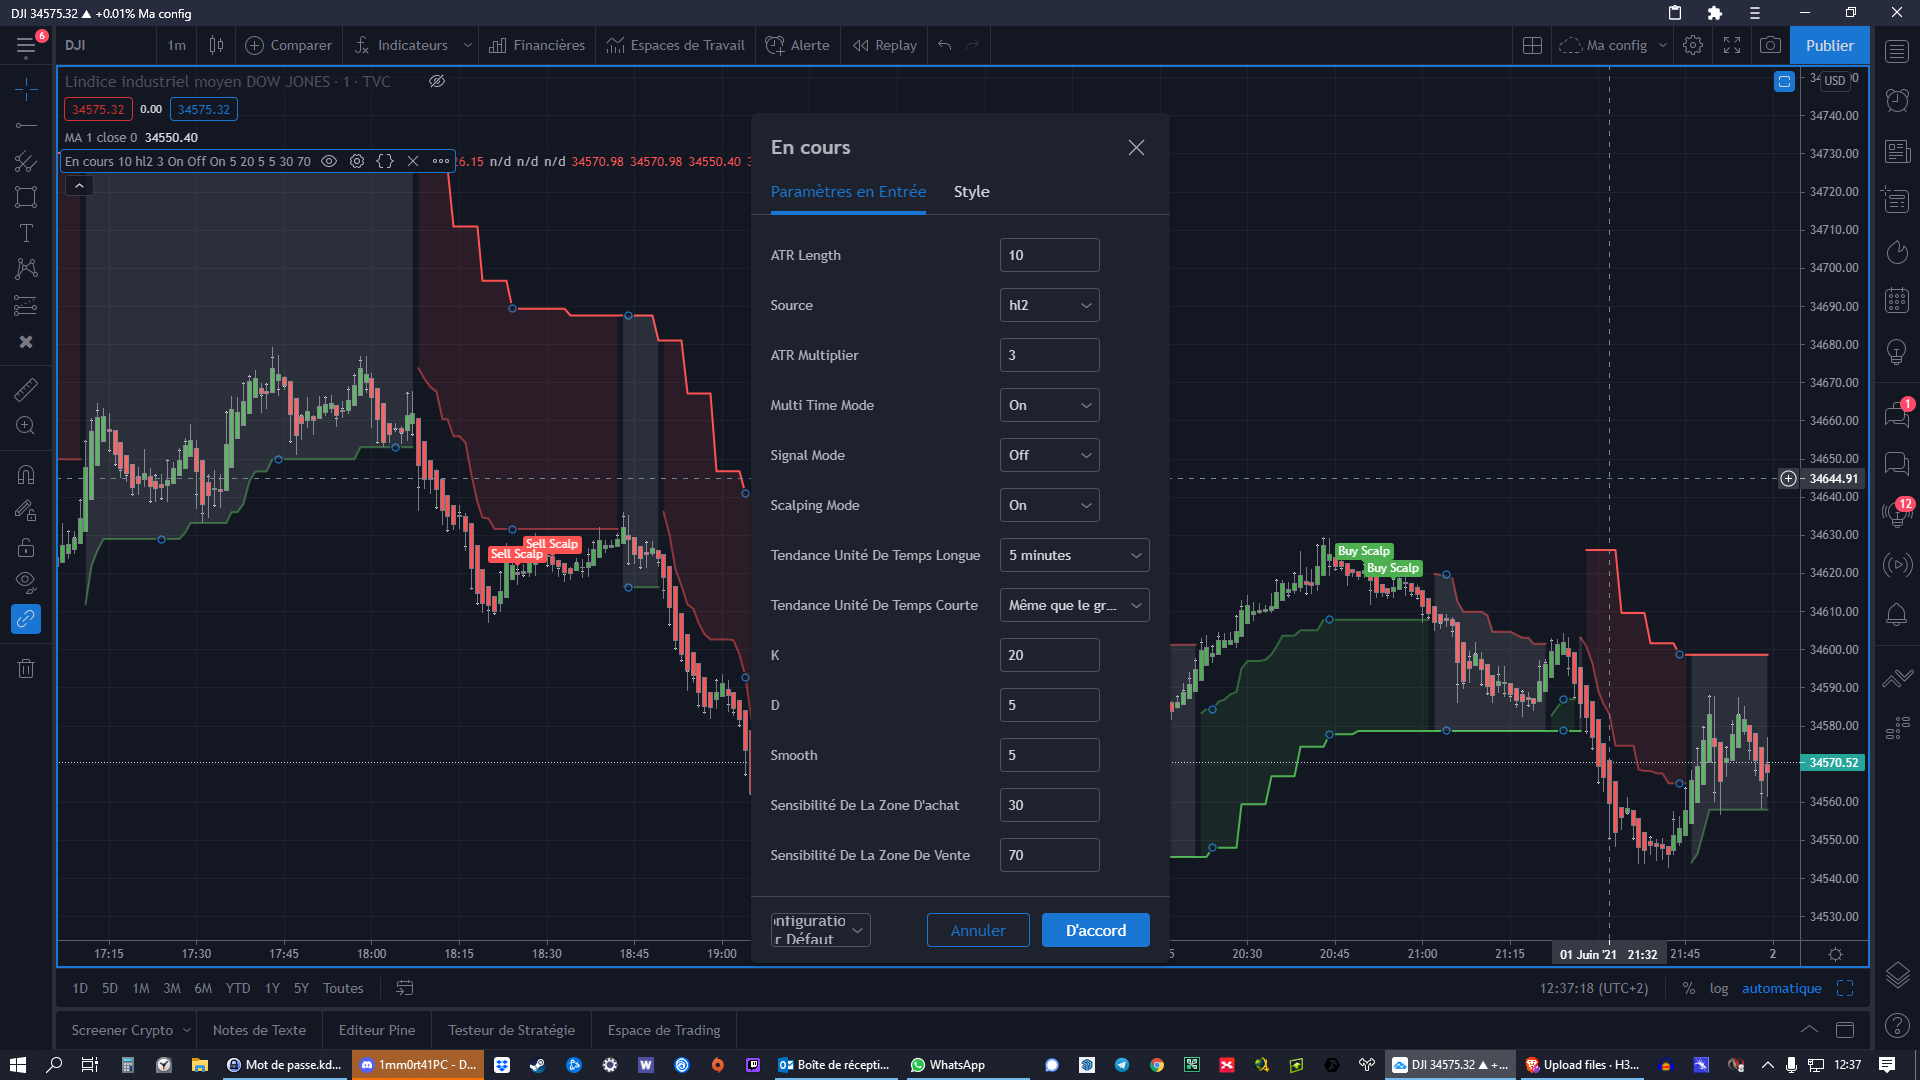 DJI 34575.32 ▲ +0.01% Ma config
6
DJI
1m
Comparer
Indicateurs
Financières
Espaces de Travail
Alerte
Replay
Ma config
Publier
Lindice industriel moyen DOW JONES · 1 · TVC
34575.32
0.00
34575.32
MA 1 close 0 34550.40
En cours 10 hl2 3 On Off On 5 20 5 5 30 70
26.15 n/d n/d n/d 34570.98 34570.98 34550.40
USD
34740.00
34730.00
34720.00
34710.00
34700.00
34690.00
34680.00
34670.00
34660.00
34650.00
34644.91
34640.00
34630.00
34620.00
34610.00
34600.00
34590.00
34580.00
34570.52
34560.00
34550.00
34540.00
34530.00
Sell Scalp
Sell Scalp
Buy Scalp
Buy Scalp
En cours
Paramètres en Entrée
Style
ATR Length
10
Source
hl2
ATR Multiplier
3
Multi Time Mode
On
Signal Mode
Off
Scalping Mode
On
Tendance Unité De Temps Longue
5 minutes
Tendance Unité De Temps Courte
Même que le gr...
K
20
D
5
Smooth
5
Sensibilité De La Zone D'achat
30
Sensibilité De La Zone De Vente
70
nfiguratio
r Défaut
Annuler
D'accord
17:15
17:30
17:45
18:00
18:15
18:30
18:45
19:00
20:30
20:45
21:00
21:15
01 Juin '21 21:32
21:45
2
1
12
1D
5D
1M
3M
6M
YTD
1Y
5Y
Toutes
12:37:18 (UTC+2)
%
log
automatique
Screener Crypto
Notes de Texte
Editeur Pine
Testeur de Stratégie
Espace de Trading
Mot de passe.kd...
1mm0rt41PC - D...
Boîte de récepti...
WhatsApp
DJI 34575.32 ▲ +...
Upload files · H3...
12:37